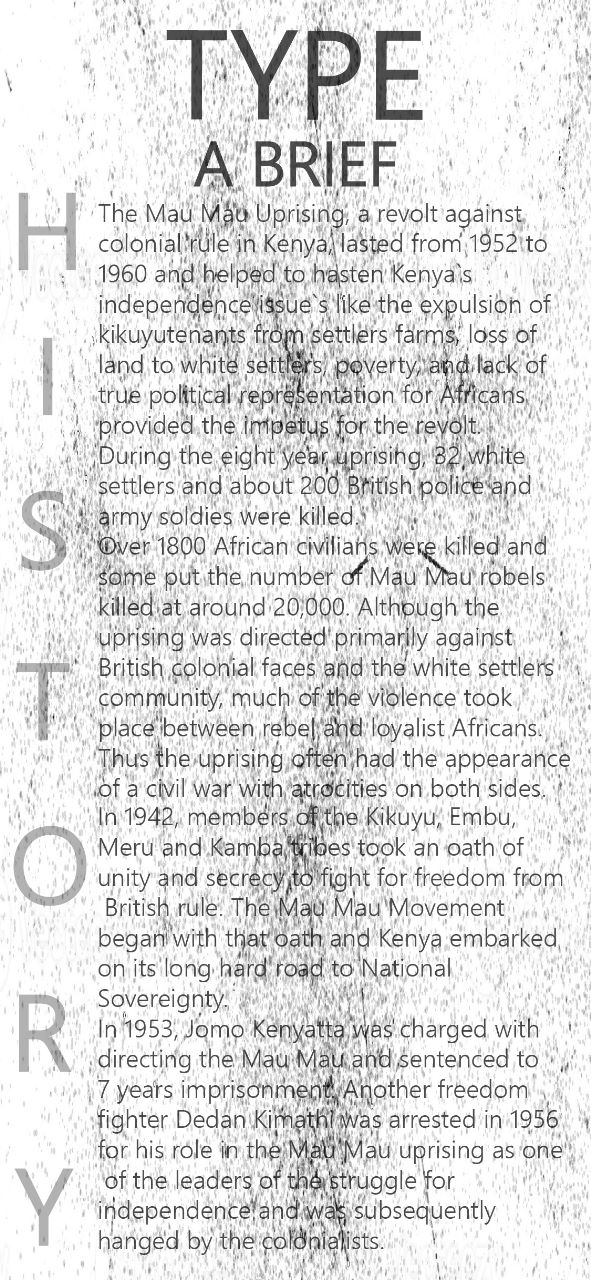 TYPE
A BRIEF
HISTORY
The Mau Mau Uprising, a revolt against
colonial rule in Kenya, lasted from 1952 to
1960 and helped to hasten Kenya`s
independence issue`s like the expulsion of
kikuyutenants from settlers farms, loss of
land to white settlers, poverty, and lack of
true political representation for Africans
provided the impetus for the revolt.
During the eight year uprising, 32 white
settlers and about 200 British police and
army soldies were killed.
Over 1800 African civilians were killed and
some put the number of Mau Mau robels
killed at around 20,000. Although the
uprising was directed primarily against
British colonial faces and the white settlers
community, much of the violence took
place between rebel and loyalist Africans.
Thus the uprising often had the appearance
of a civil war with atrocities on both sides.
In 1942, members of the Kikuyu, Embu,
Meru and Kamba tribes took an oath of
unity and secrecy to fight for freedom from
British rule. The Mau Mau Movement
began with that oath and Kenya embarked
on its long hard road to National
Sovereignty.
In 1953, Jomo Kenyatta was charged with
directing the Mau Mau and sentenced to
7 years imprisonment. Another freedom
fighter Dedan Kimathi was arrested in 1956
for his role in the Mau Mau uprising as one
of the leaders of the struggle for
independence and was subsequently
hanged by the colonialists.